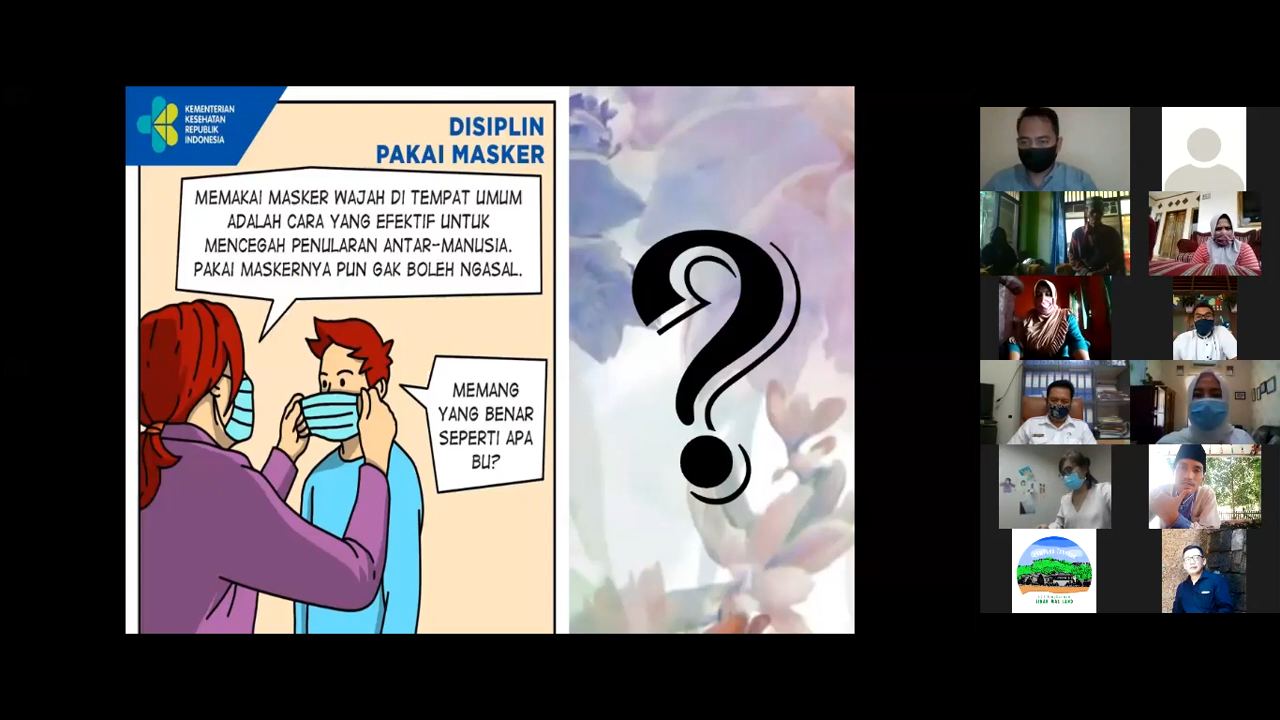 KEMENTERIAN
KESEHATAN
REPUBLIK
INDONESIA
DISIPLIN
PAKAI MASKER
MEMAKAI MASKER WAJAH DI TEMPAT UMUM
ADALAH CARA YANG EFEKTIF UNTUK
MENCEGAH PENULARAN ANTAR-MANUSIA.
PAKAI MASKERNYA PUN GAK BOLEH NGASAL.
MEMANG
YANG BENAR
SEPERTI APA
BU?
?